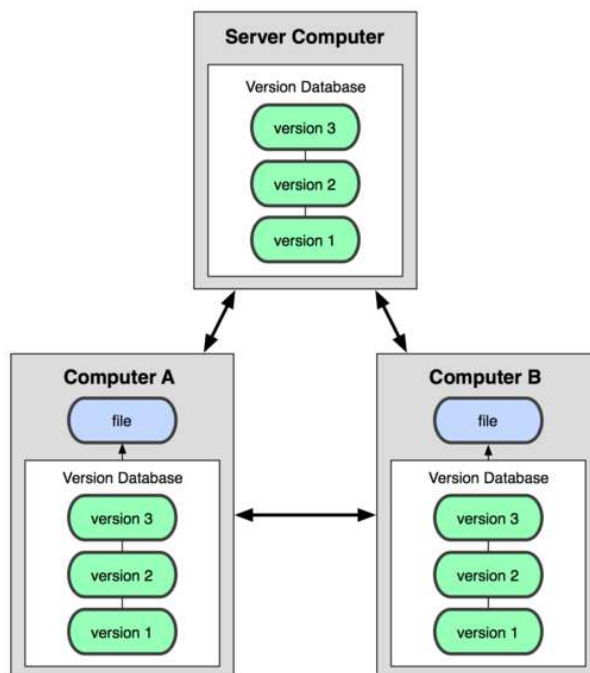 Server Computer
Version Database
version 3
version 2
version 1
Computer A
file
Version Database
version 3
version 2
version 1
Computer B
file
Version Database
version 3
version 2
version 1